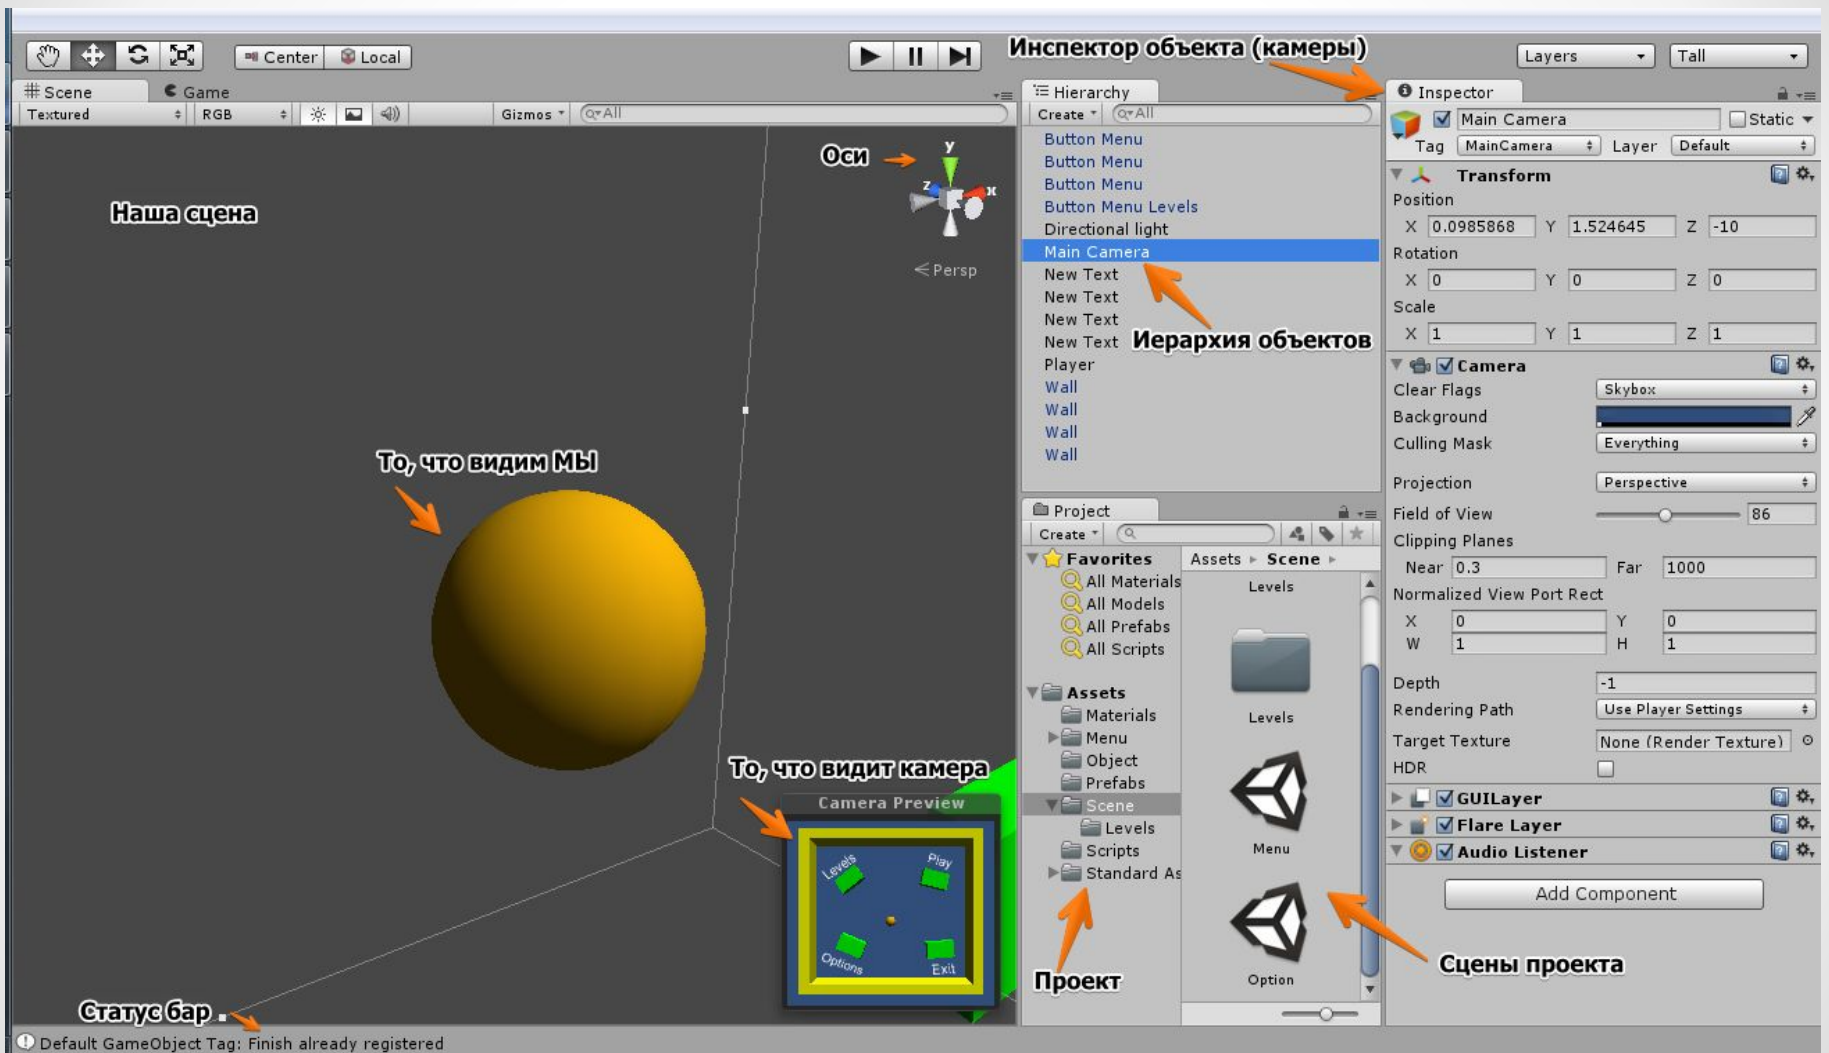 Center
Local
Инспектор объекта (камеры)
Layers
Tall
Scene
Game
Textured
RGB
Gizmos
All
Оси
y
z
x
Persp
Наша сцена
То, что видим МЫ
То, что видит камера
Camera Preview
Levels
Play
Options
Exit
Статус бар
Default GameObject Tag: Finish already registered
Hierarchy
Create
All
Button Menu
Button Menu
Button Menu
Button Menu Levels
Directional light
Main Camera
New Text
New Text
New Text
New Text
Иерархия объектов
Player
Wall
Wall
Wall
Wall
Project
Create
Favorites
All Materials
All Models
All Prefabs
All Scripts
Assets
Materials
Menu
Object
Prefabs
Scene
Levels
Scripts
Standard As
Проект
Assets Scene
Levels
Levels
Menu
Option
Сцены проекта
Inspector
Main Camera
Static
Tag MainCamera Layer Default
Transform
Position
X 0.0985868 Y 1.524645 Z -10
Rotation
X 0 Y 0 Z 0
Scale
X 1 Y 1 Z 1
Camera
Clear Flags Skybox
Background
Culling Mask Everything
Projection Perspective
Field of View 86
Clipping Planes
Near 0.3 Far 1000
Normalized View Port Rect
X 0 Y 0
W 1 H 1
Depth -1
Rendering Path Use Player Settings
Target Texture None (Render Texture)
HDR
GUILayer
Flare Layer
Audio Listener
Add Component